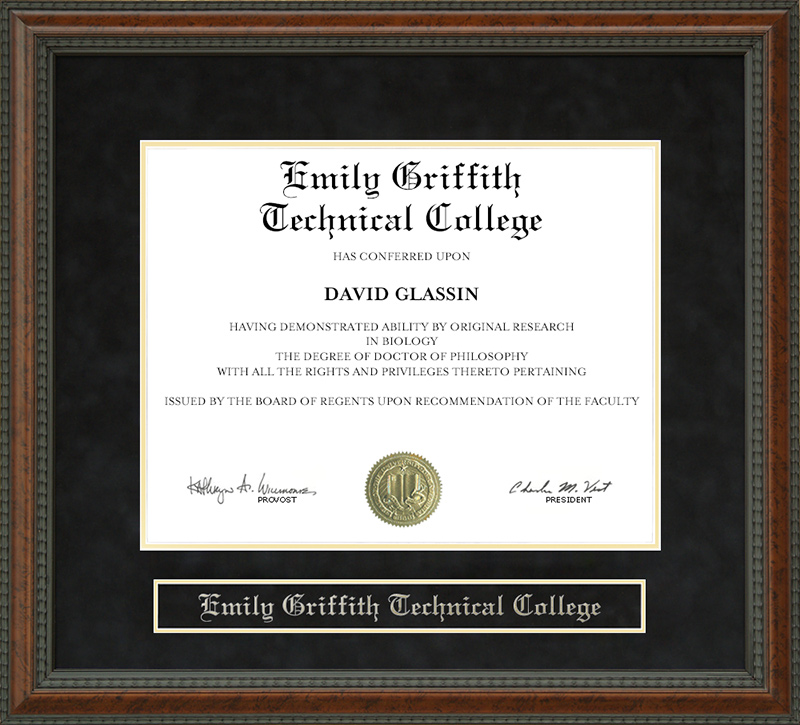 Emily Griffith
Technical College
HAS CONFERRED UPON
DAVID GLASSIN
HAVING DEMONSTRATED ABILITY BY ORIGINAL RESEARCH
IN BIOLOGY
THE DEGREE OF DOCTOR OF PHILOSOPHY
WITH ALL THE RIGHTS AND PRIVILEGES THERETO PERTAINING
ISSUED BY THE BOARD OF REGENTS UPON RECOMMENDATION OF THE FACULTY
PROVOST
Charles M. Vest
PRESIDENT
Emily Griffith Technical College